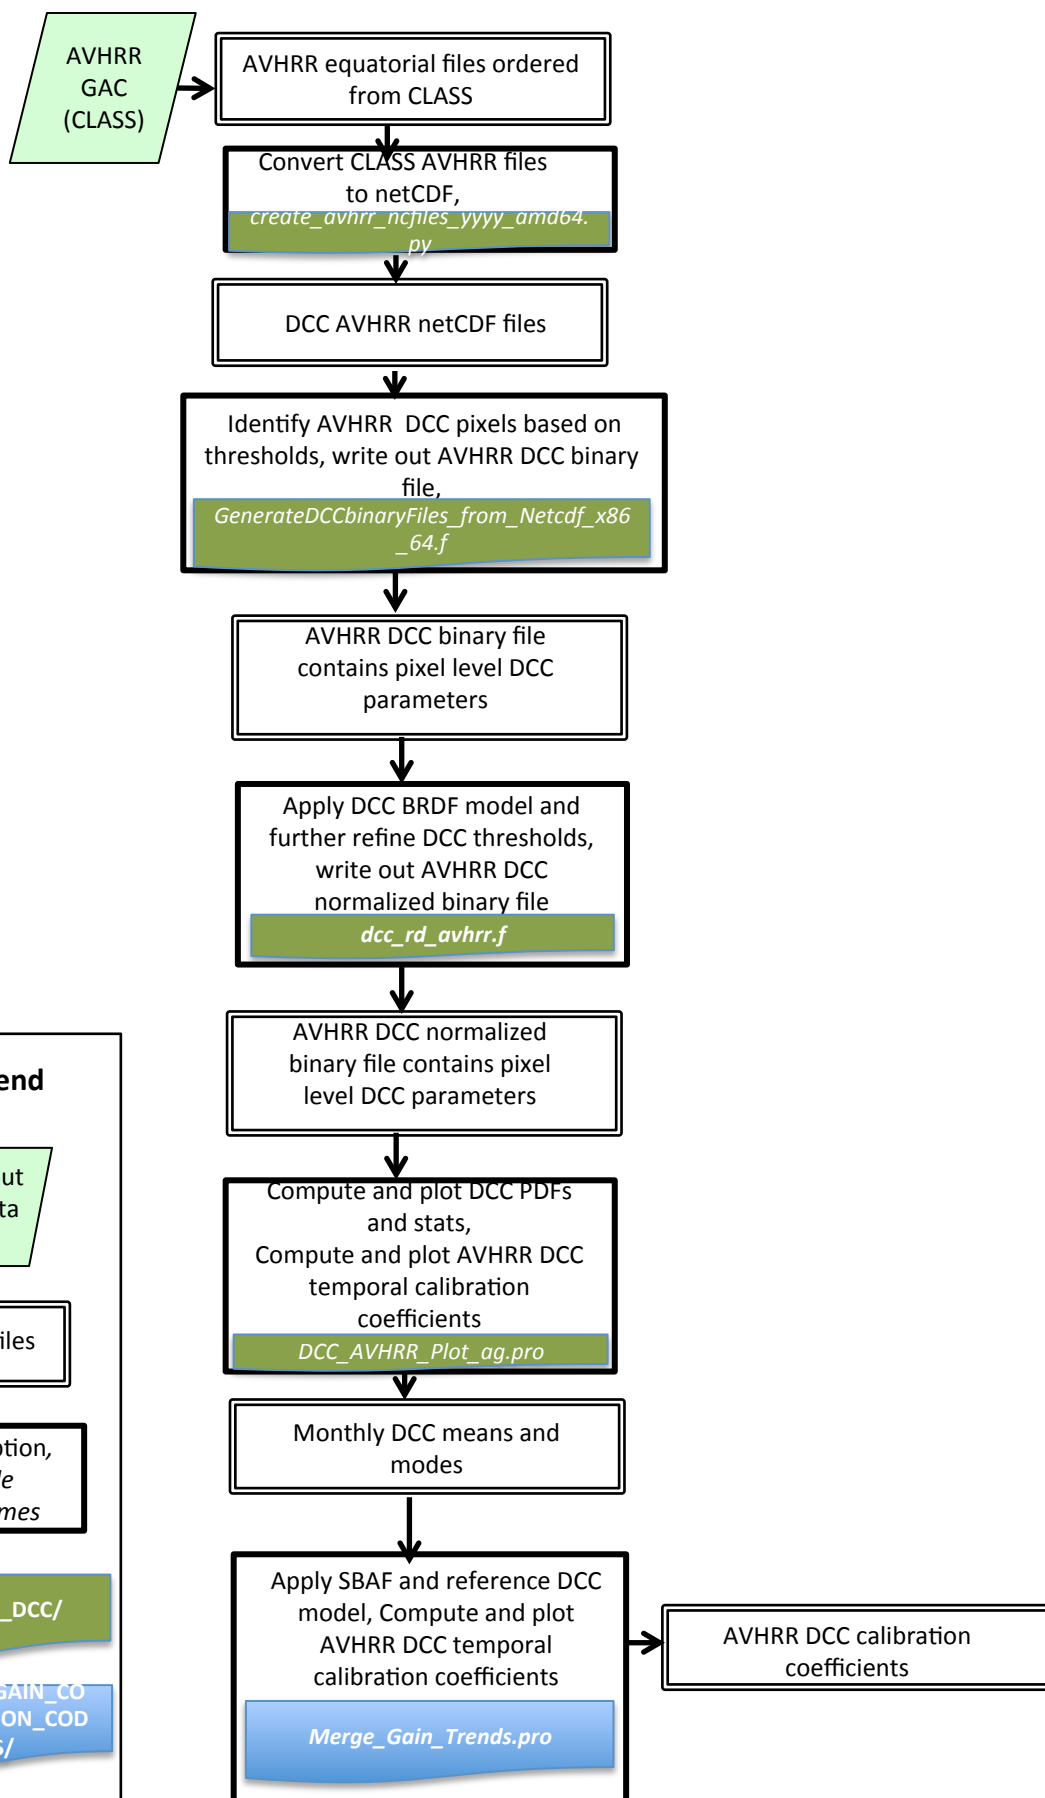 AVHRR
GAC
(CLASS)
AVHRR equatorial files ordered
from CLASS
Convert CLASS AVHRR files
to netCDF,
create_avhrr_ncfiles_yyyy_amd64.
py
DCC AVHRR netCDF files
Identify AVHRR DCC pixels based on
thresholds, write out AVHRR DCC binary
file,
GenerateDCCbinaryFiles_from_Netcdf_x86
_64.f
AVHRR DCC binary file
contains pixel level DCC
parameters
Apply DCC BRDF model and
further refine DCC thresholds,
write out AVHRR DCC
normalized binary file
dcc_rd_avhrr.f
AVHRR DCC normalized
binary file contains pixel
level DCC parameters
Compute and plot DCC PDFs
and stats,
Compute and plot AVHRR DCC
temporal calibration
coefficients
DCC_AVHRR_Plot_ag.pro
Monthly DCC means and
modes
Apply SBAF and reference DCC
model, Compute and plot
AVHRR DCC temporal
calibration coefficients
Merge_Gain_Trends.pro
AVHRR DCC calibration
coefficients
end
ut
ta
iles
ption,
le
mes
_DCC/
GAIN_CO
ON_COD
S/